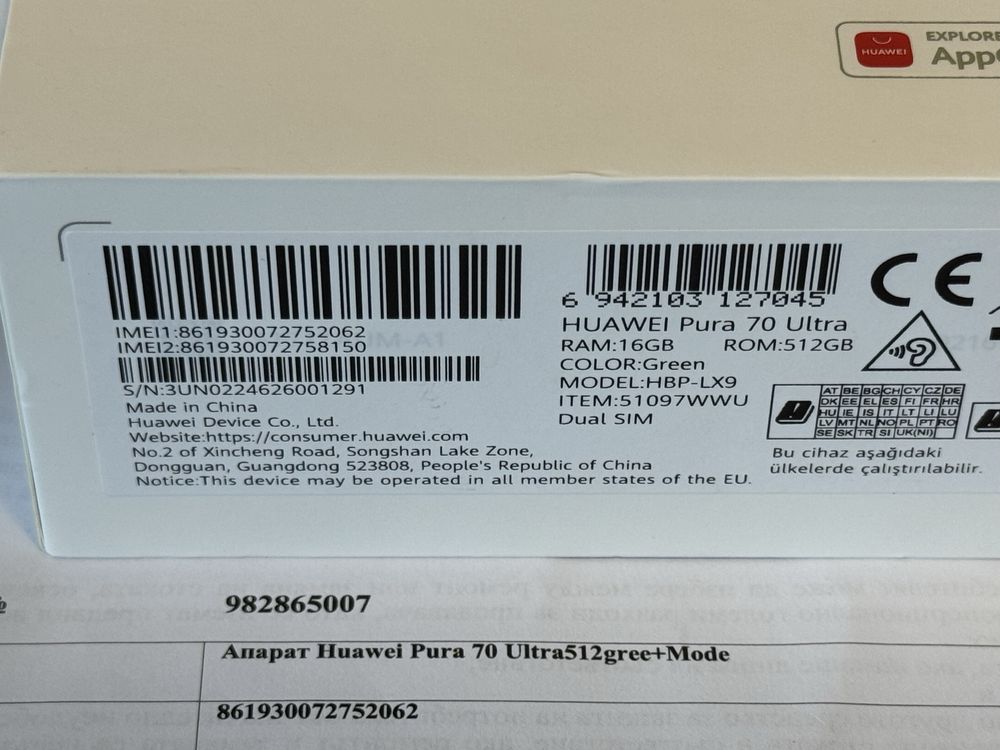 HUAWEI
EXPLORE
App
IMEI1:861930072752062
IMEI2:861930072758150
S/N:3UN0224626001291
Made in China
Huawei Device Co., Ltd.
Website:https://consumer.huawei.com
No.2 of Xincheng Road, Songshan Lake Zone,
Dongguan, Guangdong 523808, People's Republic of China
Notice:This device may be operated in all member states of the EU.
6 942103 127045
HUAWEI Pura 70 Ultra
RAM:16GB ROM:512GB
COLOR:Green
MODEL:HBP-LX9
ITEM:51097WWU
Dual SIM
CE
AT BE BG CH CY CZ DE
DK EE EL ES FI FR HR
HU IE IS IT LT LI LU
LV MT NL NO PL PT RO
SE SK TR SI UK(NI)
Bu cihaz aşağıdaki
ülkelerde çalıştırılabilir.
982865007
Апарат Huawei Pura 70 Ultra512gree+Mode
861930072752062